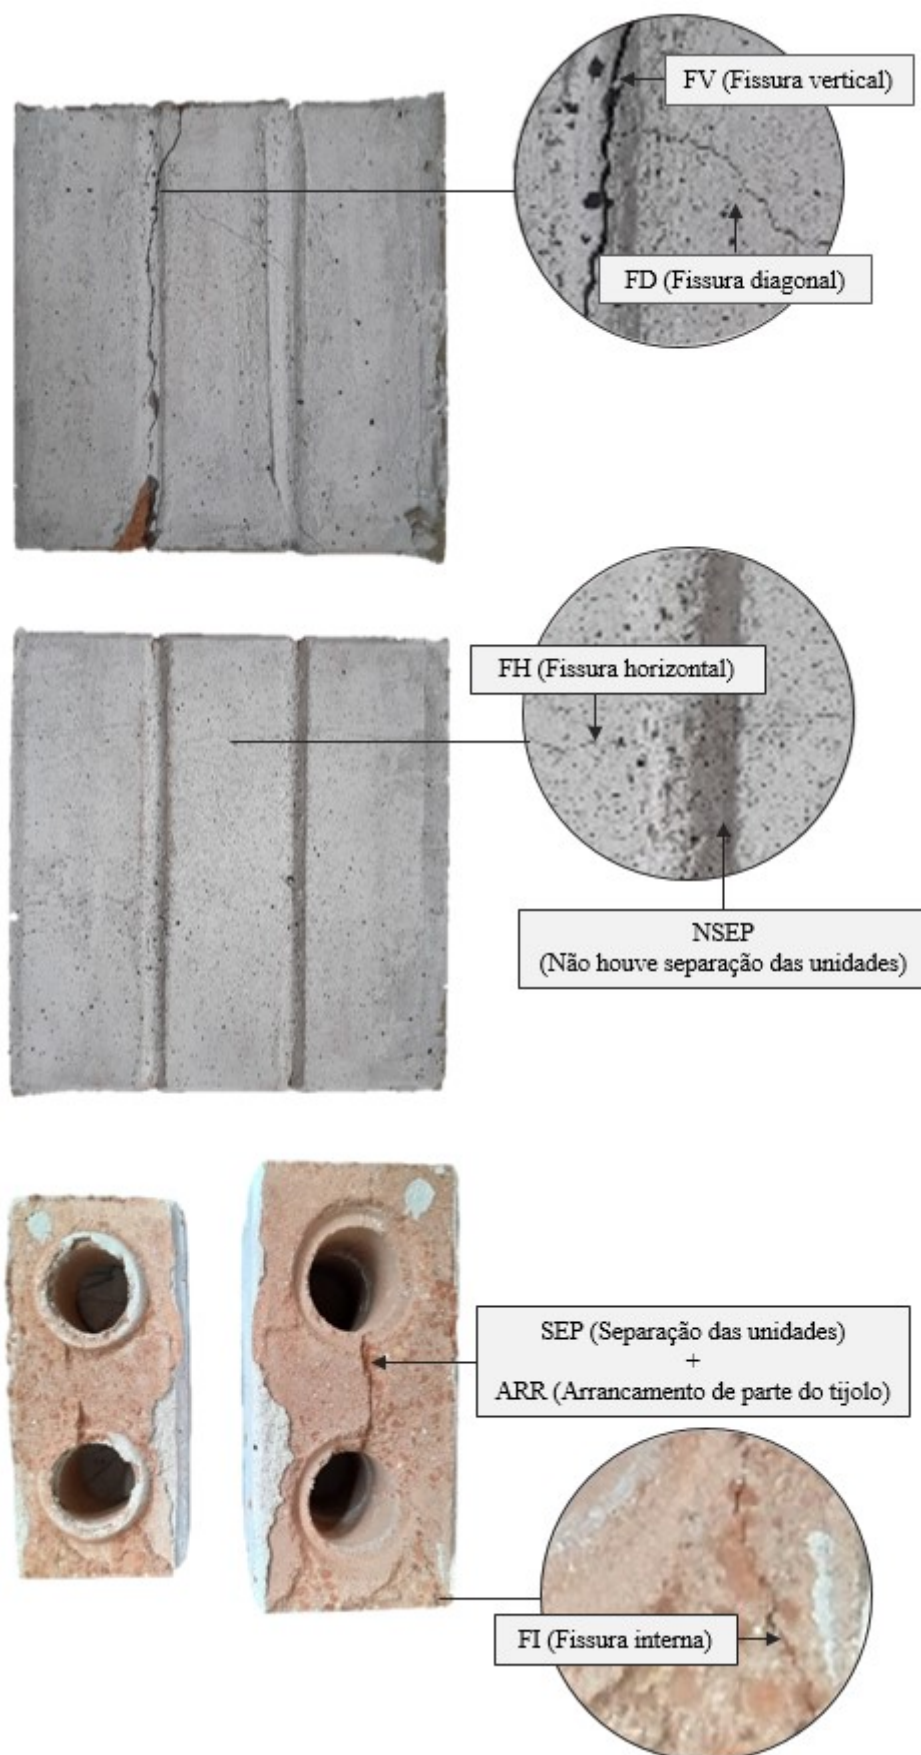 FV (Fissura vertical)
FD (Fissura diagonal)
FH (Fissura horizontal)
NSEP
(Não houve separação das unidades)
SEP (Separação das unidades)
+
ARR (Arrancamento de parte do tijolo)
FI (Fissura interna)